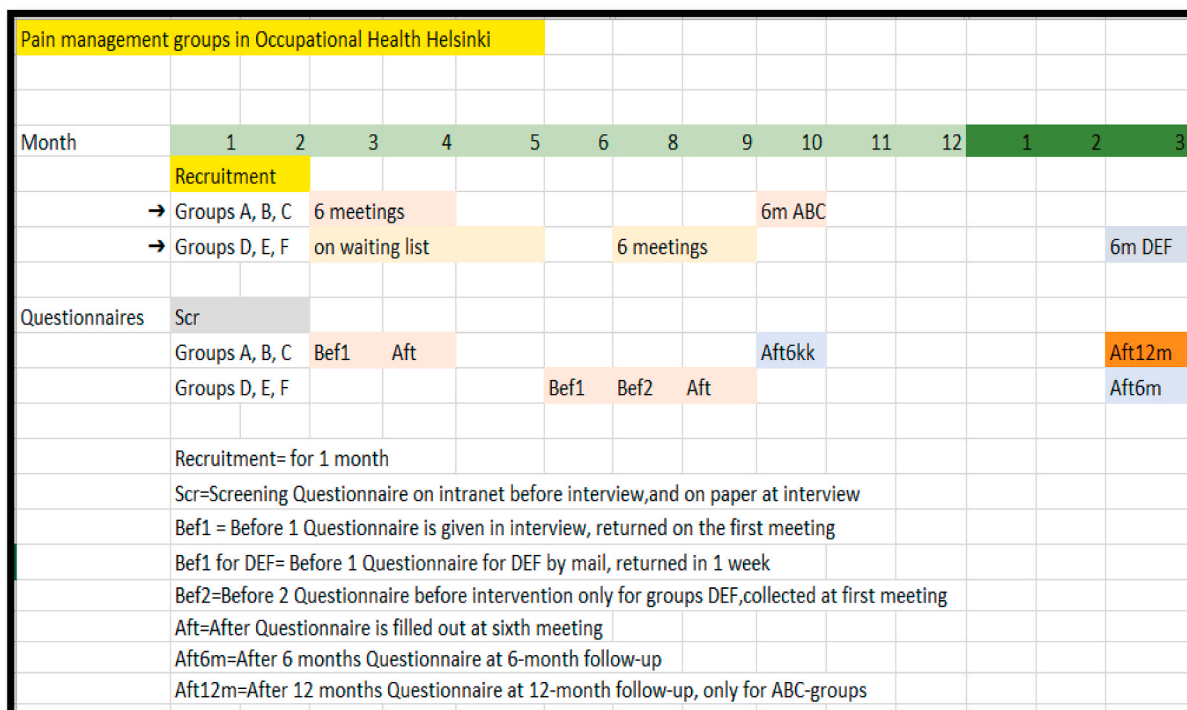 Pain management groups in Occupational Health Helsinki
Month 1 2 3 4 5 6 8 9 10 11 12 1 2 3
Recruitment
➔ Groups A, B, C 6 meetings 6m ABC
➔ Groups D, E, F on waiting list 6 meetings 6m DEF
Questionnaires Scr
Groups A, B, C Bef1 Aft Aft6kk Aft12m
Groups D, E, F Bef1 Bef2 Aft Aft6m
Recruitment= for 1 month
Scr=Screening Questionnaire on intranet before interview,and on paper at interview
Bef1 = Before 1 Questionnaire is given in interview, returned on the first meeting
Bef1 for DEF= Before 1 Questionnaire for DEF by mail, returned in 1 week
Bef2=Before 2 Questionnaire before intervention only for groups DEF,collected at first meeting
Aft=After Questionnaire is filled out at sixth meeting
Aft6m=After 6 months Questionnaire at 6-month follow-up
Aft12m=After 12 months Questionnaire at 12-month follow-up, only for ABC-groups